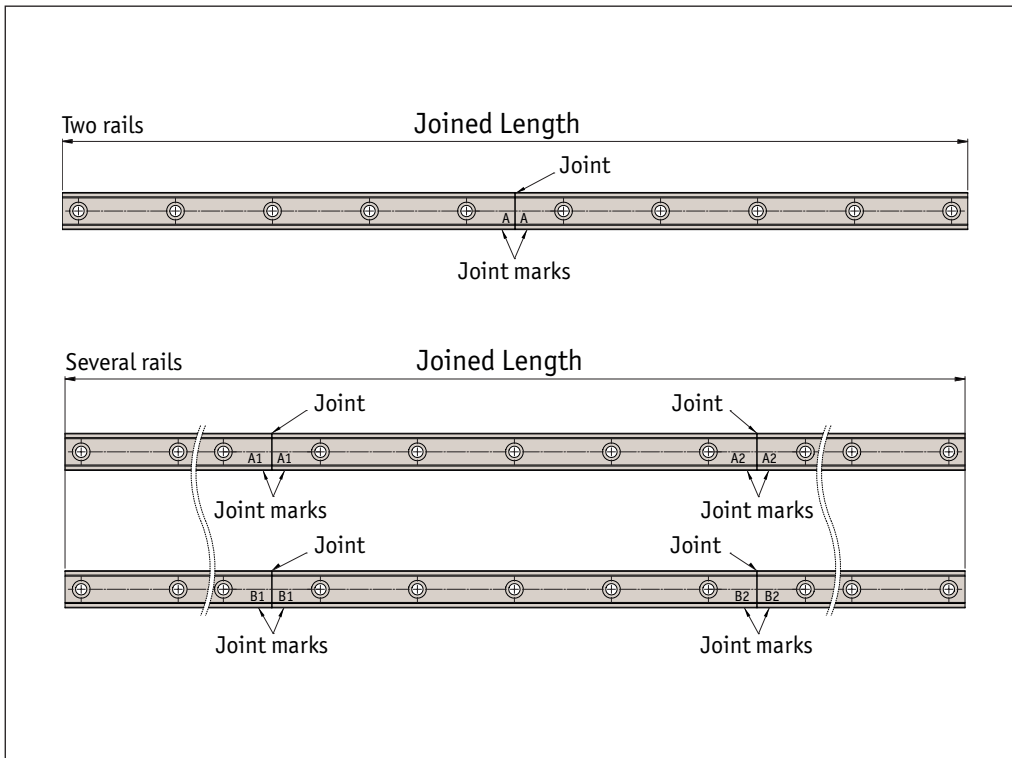 Two rails
Joined Length
Joint
A A
Joint marks
Several rails
Joined Length
Joint Joint
A1 A1 A2 A2
Joint marks Joint marks
Joint Joint
B1 B1 B2 B2
Joint marks Joint marks